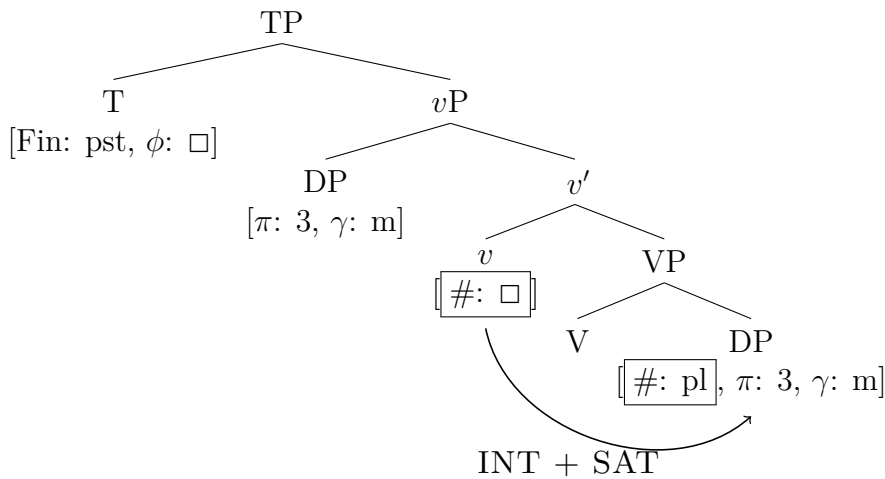 TP
T vP
[Fin: pst, ϕ: □]
DP v′
[π: 3, γ: m]
v VP
[#: □]
V DP
[#: pl, π: 3, γ: m]
INT + SAT